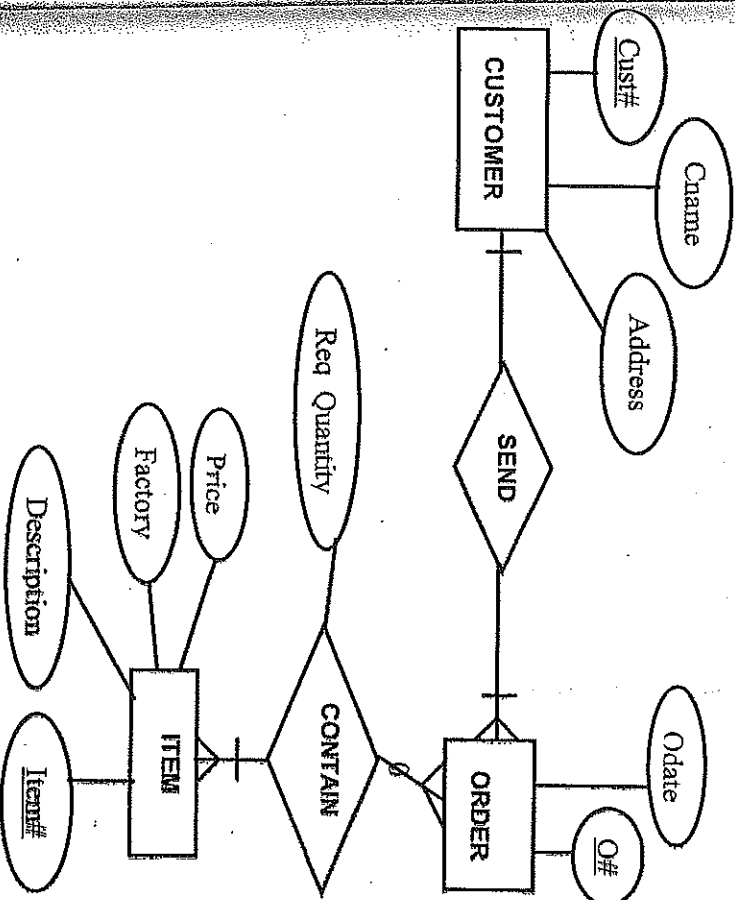 Cust#
Cname
Address
CUSTOMER
SEND
Odate
O#
ORDER
Req Quantity
CONTAIN
Price
Factory
Description
ITEM
Item#